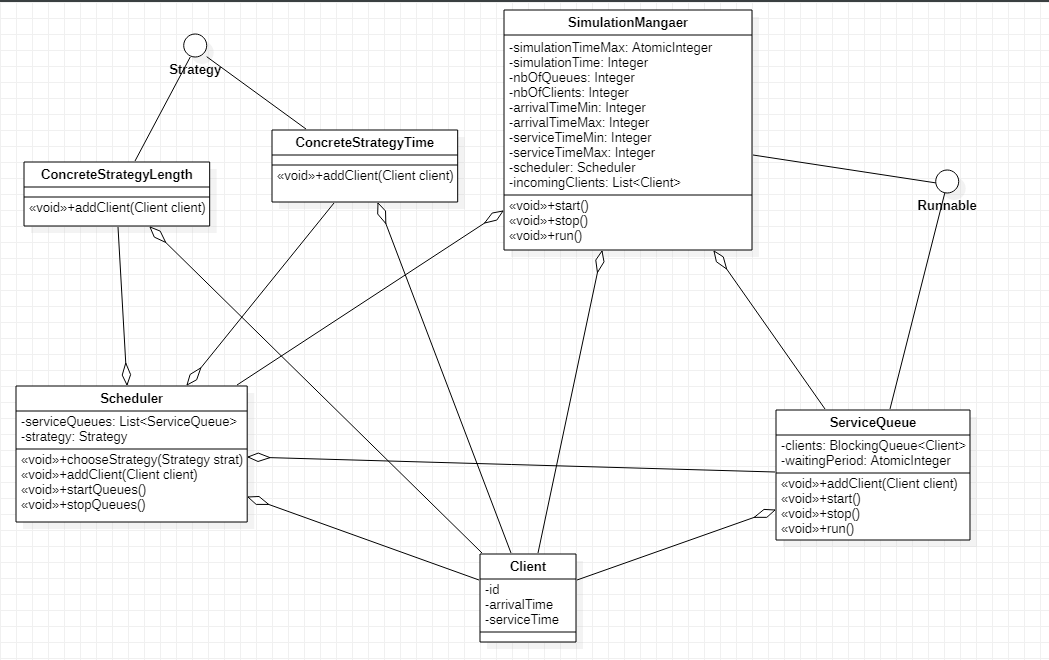 SimulationMangaer
-simulationTimeMax: AtomicInteger
-simulationTime: Integer
-nbOfQueues: Integer
-nbOfClients: Integer
-arrivalTimeMin: Integer
-arrivalTimeMax: Integer
-serviceTimeMin: Integer
-serviceTimeMax: Integer
-scheduler: Scheduler
-incomingClients: List<Client>
«void»+start()
«void»+stop()
«void»+run()
Strategy
ConcreteStrategyTime
«void»+addClient(Client client)
ConcreteStrategyLength
«void»+addClient(Client client)
Runnable
Scheduler
-serviceQueues: List<ServiceQueue>
-strategy: Strategy
«void»+chooseStrategy(Strategy strat)
«void»+addClient(Client client)
«void»+startQueues()
«void»+stopQueues()
ServiceQueue
-clients: BlockingQueue<Client>
-waitingPeriod: AtomicInteger
«void»+addClient(Client client)
«void»+start()
«void»+stop()
«void»+run()
Client
-id
-arrivalTime
-serviceTime